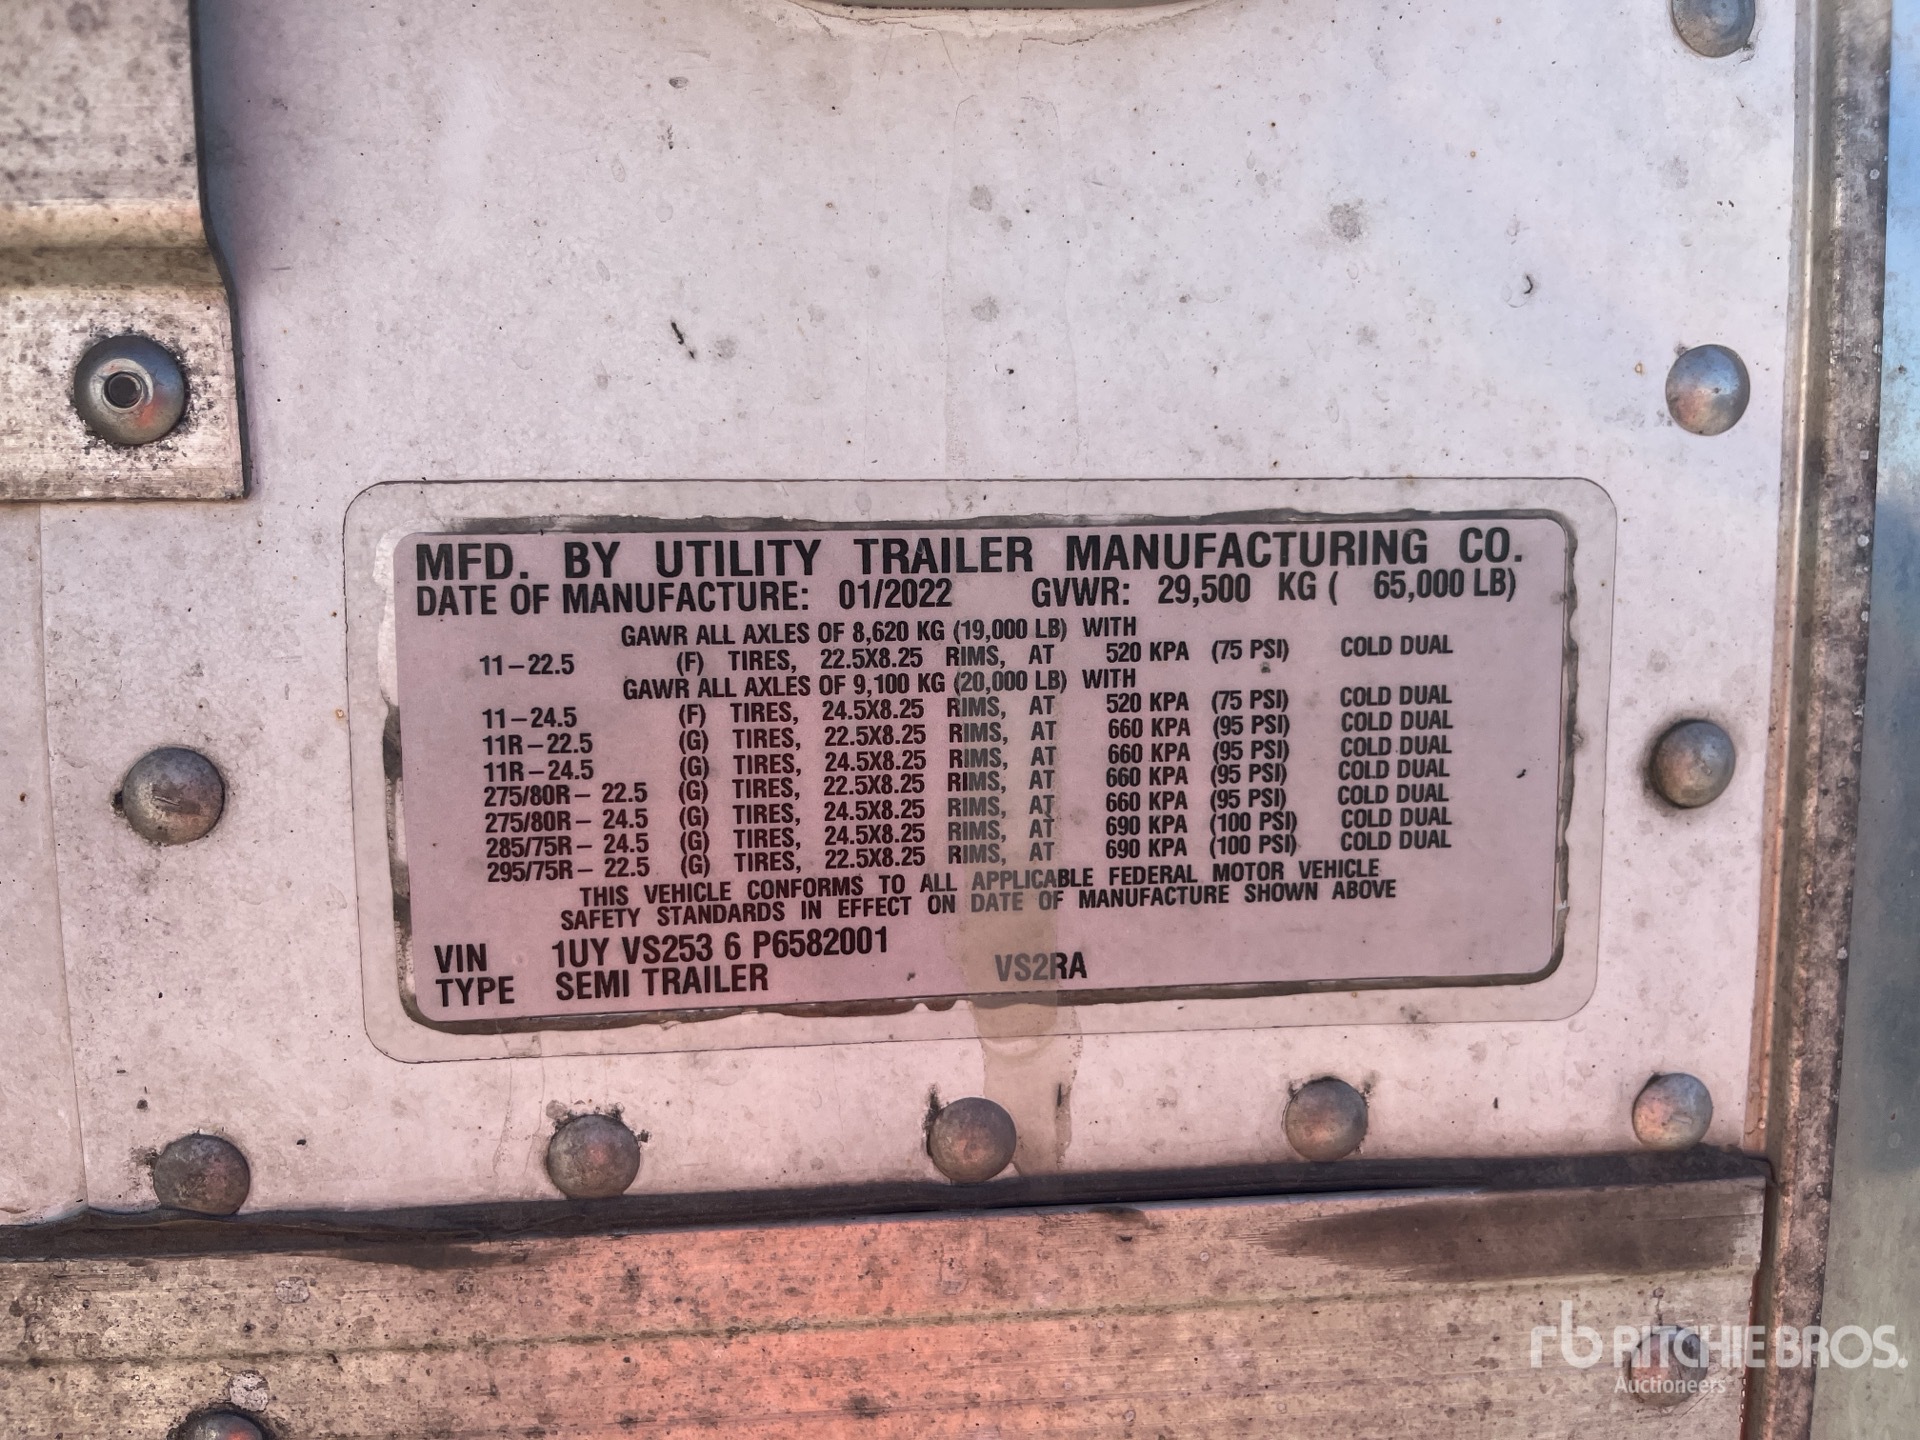 MFD. BY UTILITY TRAILER MANUFACTURING CO.
DATE OF MANUFACTURE: 01/2022 GVWR: 29,500 KG ( 65,000 LB)
GAWR ALL AXLES OF 8,620 KG (19,000 LB) WITH
11-22.5 (F) TIRES, 22.5X8.25 RIMS, AT 520 KPA (75 PSI) COLD DUAL
GAWR ALL AXLES OF 9,100 KG (20,000 LB) WITH
11-24.5 (F) TIRES, 24.5X8.25 RIMS, AT 520 KPA (75 PSI) COLD DUAL
11R-22.5 (G) TIRES, 22.5X8.25 RIMS, AT 660 KPA (95 PSI) COLD DUAL
11R-24.5 (G) TIRES, 24.5X8.25 RIMS, AT 660 KPA (95 PSI) COLD DUAL
275/80R- 22.5 (G) TIRES, 22.5X8.25 RIMS, AT 660 KPA (95 PSI) COLD DUAL
275/80R- 24.5 (G) TIRES, 24.5X8.25 RIMS, AT 660 KPA (95 PSI) COLD DUAL
285/75R- 24.5 (G) TIRES, 24.5X8.25 RIMS, AT 690 KPA (100 PSI) COLD DUAL
295/75R- 22.5 (G) TIRES, 22.5X8.25 RIMS, AT 690 KPA (100 PSI) COLD DUAL
THIS VEHICLE CONFORMS TO ALL APPLICABLE FEDERAL MOTOR VEHICLE
SAFETY STANDARDS IN EFFECT ON DATE OF MANUFACTURE SHOWN ABOVE
VIN 1UY VS253 6 P6582001
TYPE SEMI TRAILER VS2RA
rb RITCHIE BROS.
Auctioneers